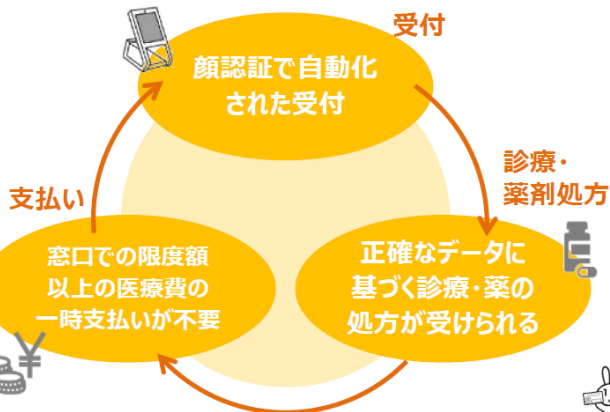 受付
顔認証で自動化
された受付
診療・
薬剤処方
支払い
正確なデータに
基づく診療・薬の
処方が受けられる
窓口での限度額
以上の医療費の
一時支払いが不要
¥